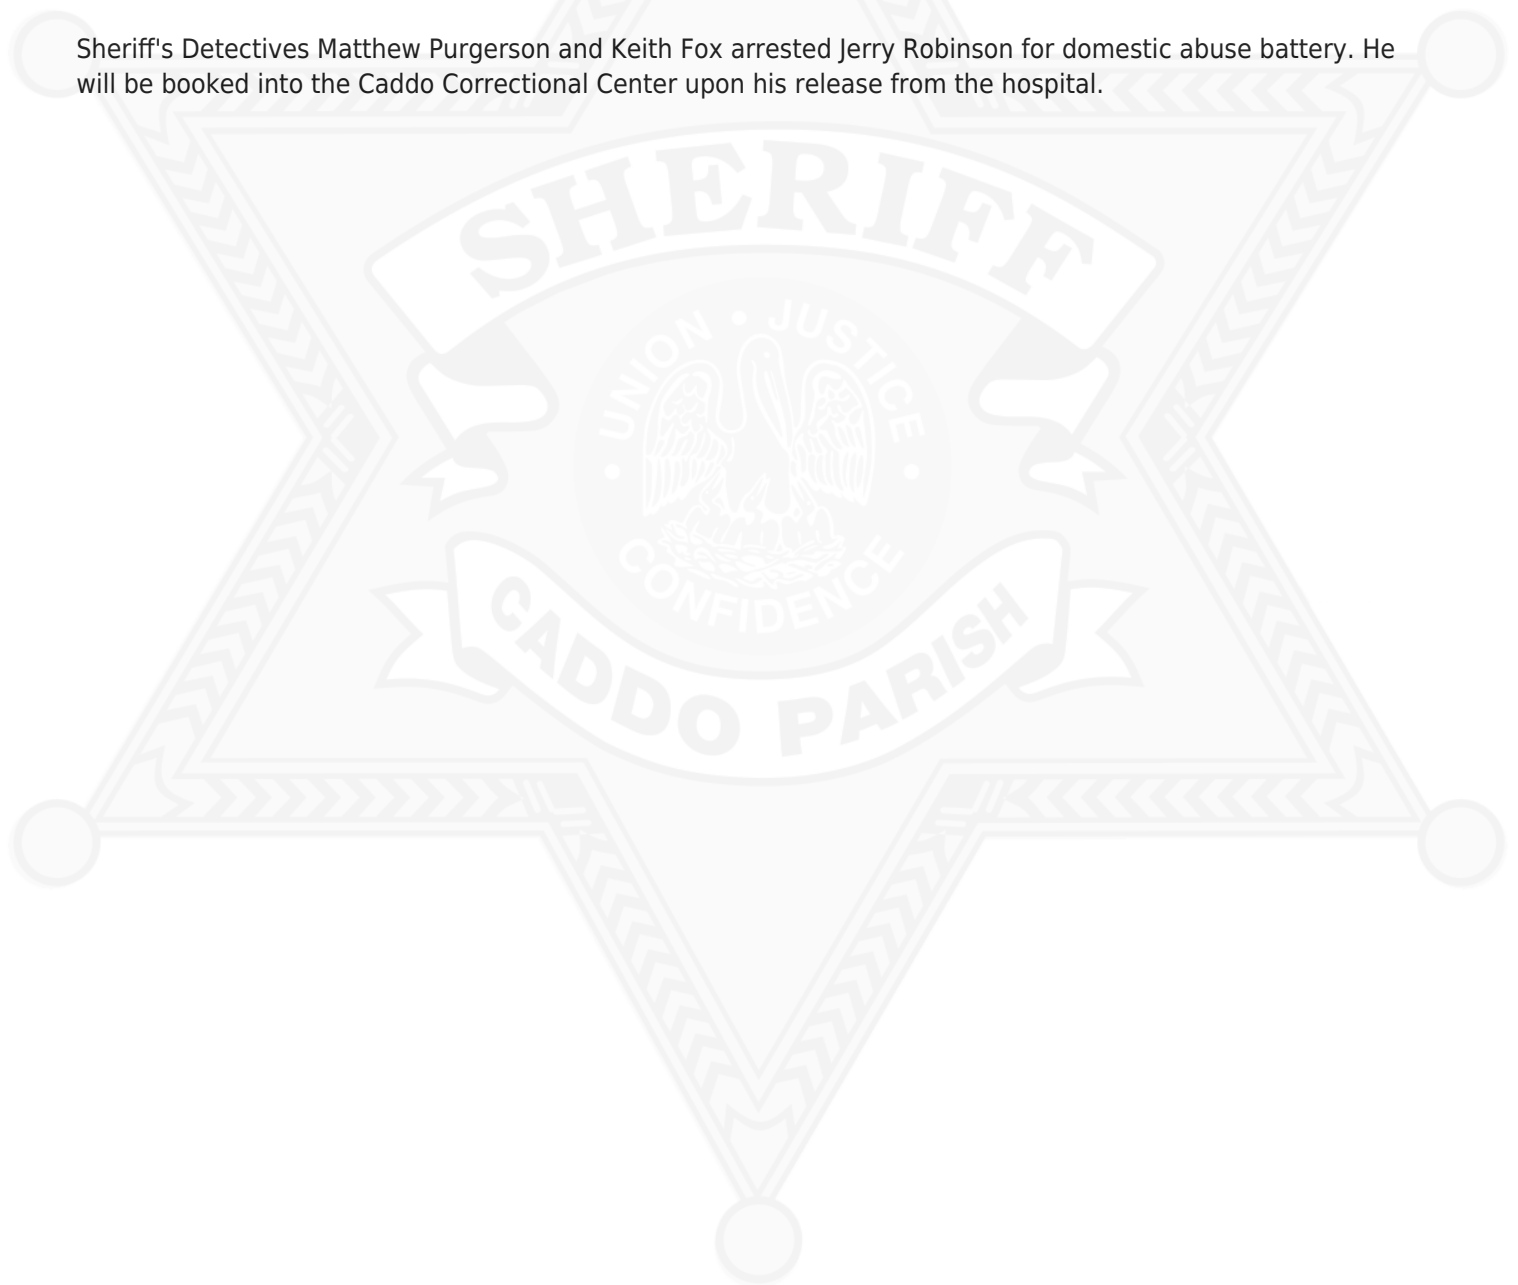 Sheriff's Detectives Matthew Purgerson and Keith Fox arrested Jerry Robinson for domestic abuse battery. He
will be booked into the Caddo Correctional Center upon his release from the hospital.
SHERIFF
UNION • JUSTICE
• CONFIDENCE •
CADDO PARISH